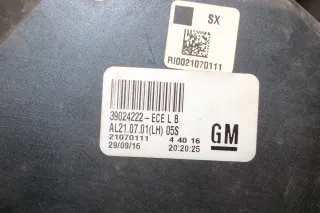 SX
RI0021070111
39024222-ECE L B
AL21.07.01(LH) 05S
21070111 4 40 16
29/09/16 20:20:25
GM